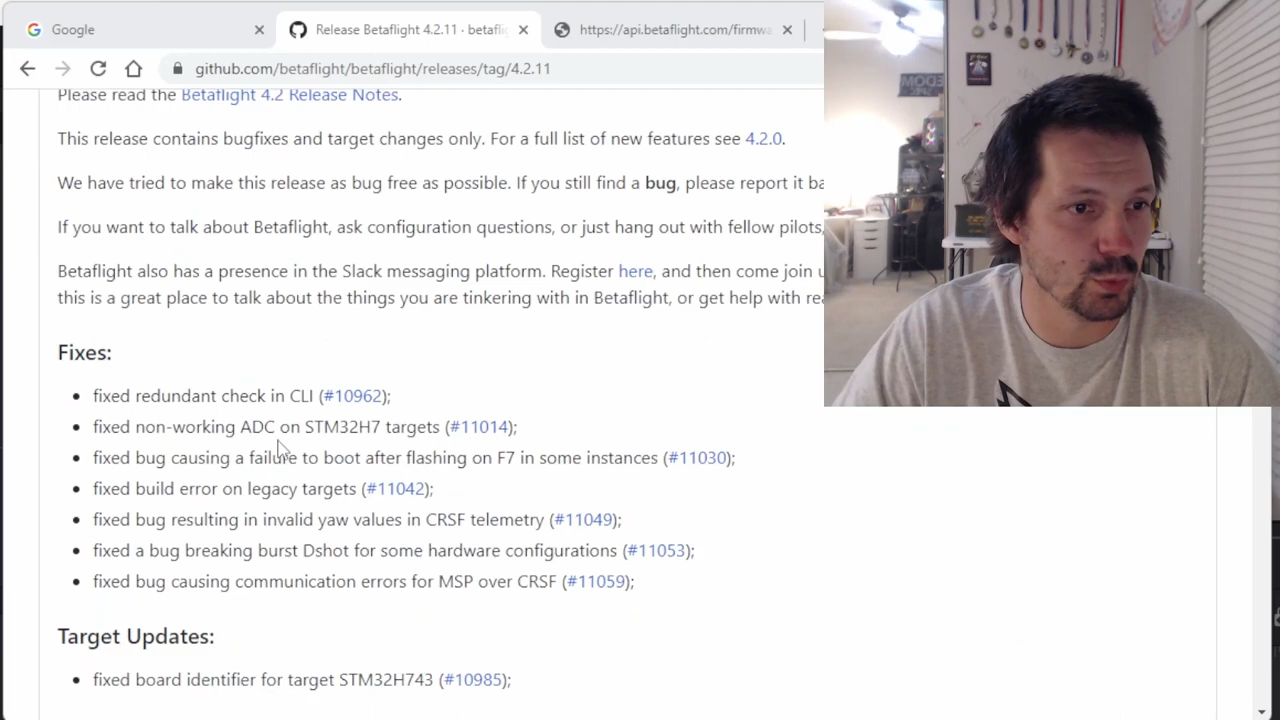 Google
Release Betaflight 4.2.11 · betafli
https://api.betaflight.com/firmwa
github.com/betaflight/betaflight/releases/tag/4.2.11
Please read the Betaflight 4.2 Release Notes.
This release contains bugfixes and target changes only. For a full list of new features see 4.2.0.
We have tried to make this release as bug free as possible. If you still find a bug, please report it ba
If you want to talk about Betaflight, ask configuration questions, or just hang out with fellow pilots,
Betaflight also has a presence in the Slack messaging platform. Register here, and then come join u
this is a great place to talk about the things you are tinkering with in Betaflight, or get help with rea
Fixes:
fixed redundant check in CLI (#10962);
fixed non-working ADC on STM32H7 targets (#11014);
fixed bug causing a failure to boot after flashing on F7 in some instances (#11030);
fixed build error on legacy targets (#11042);
fixed bug resulting in invalid yaw values in CRSF telemetry (#11049);
fixed a bug breaking burst Dshot for some hardware configurations (#11053);
fixed bug causing communication errors for MSP over CRSF (#11059);
Target Updates:
fixed board identifier for target STM32H743 (#10985);